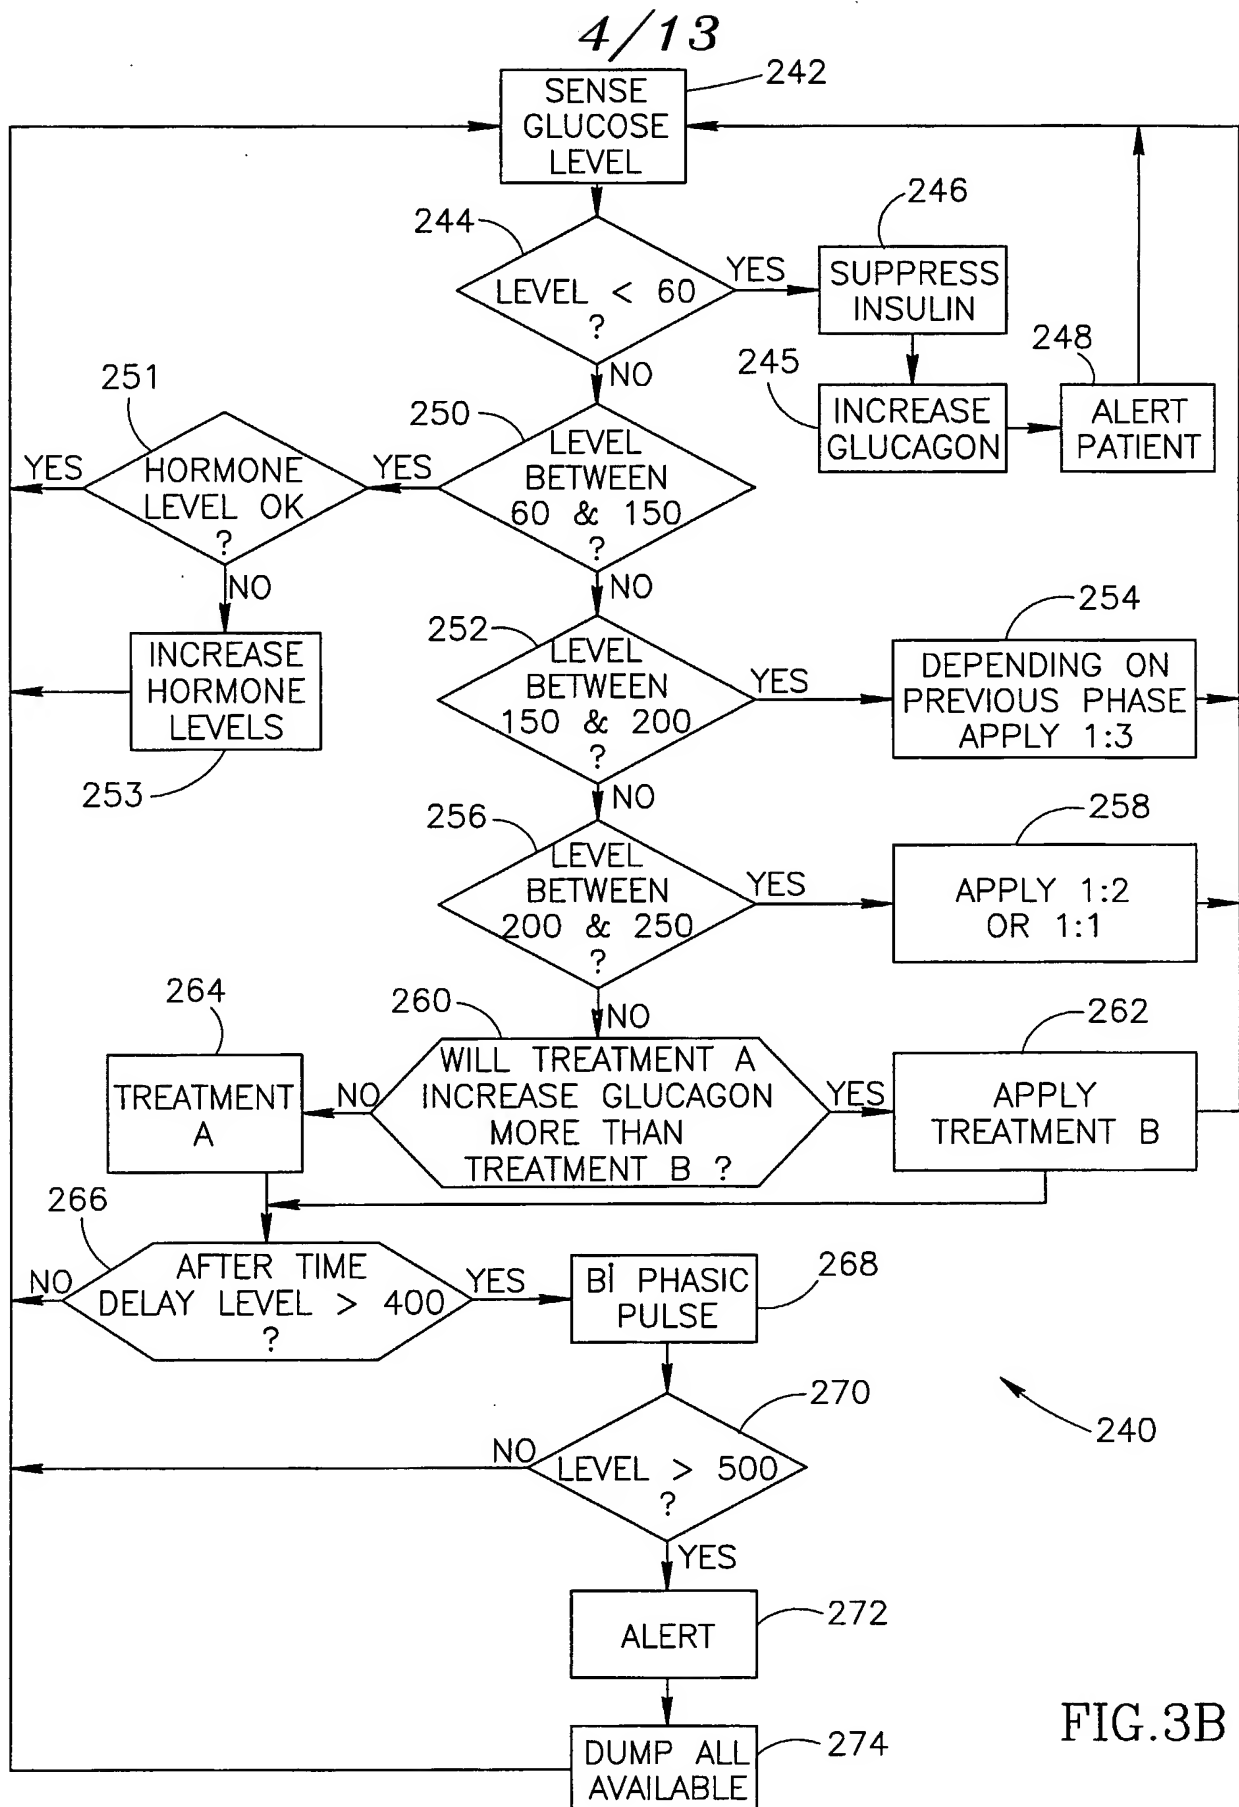 4/13
242
SENSE
GLUCOSE
LEVEL
244
LEVEL < 60
?
YES
246
SUPPRESS
INSULIN
245
INCREASE
GLUCAGON
248
ALERT
PATIENT
NO
251
YES
HORMONE
LEVEL OK
?
YES
250
LEVEL
BETWEEN
60 & 150
?
NO
NO
253
INCREASE
HORMONE
LEVELS
252
LEVEL
BETWEEN
150 & 200
?
YES
254
DEPENDING ON
PREVIOUS PHASE
APPLY 1:3
NO
256
LEVEL
BETWEEN
200 & 250
?
YES
258
APPLY 1:2
OR 1:1
NO
264
TREATMENT
A
NO
260
WILL TREATMENT A
INCREASE GLUCAGON
MORE THAN
TREATMENT B ?
YES
262
APPLY
TREATMENT B
266
NO
AFTER TIME
DELAY LEVEL > 400
?
YES
268
Bİ PHASIC
PULSE
240
270
NO
LEVEL > 500
?
YES
272
ALERT
274
DUMP ALL
AVAILABLE
FIG.3B